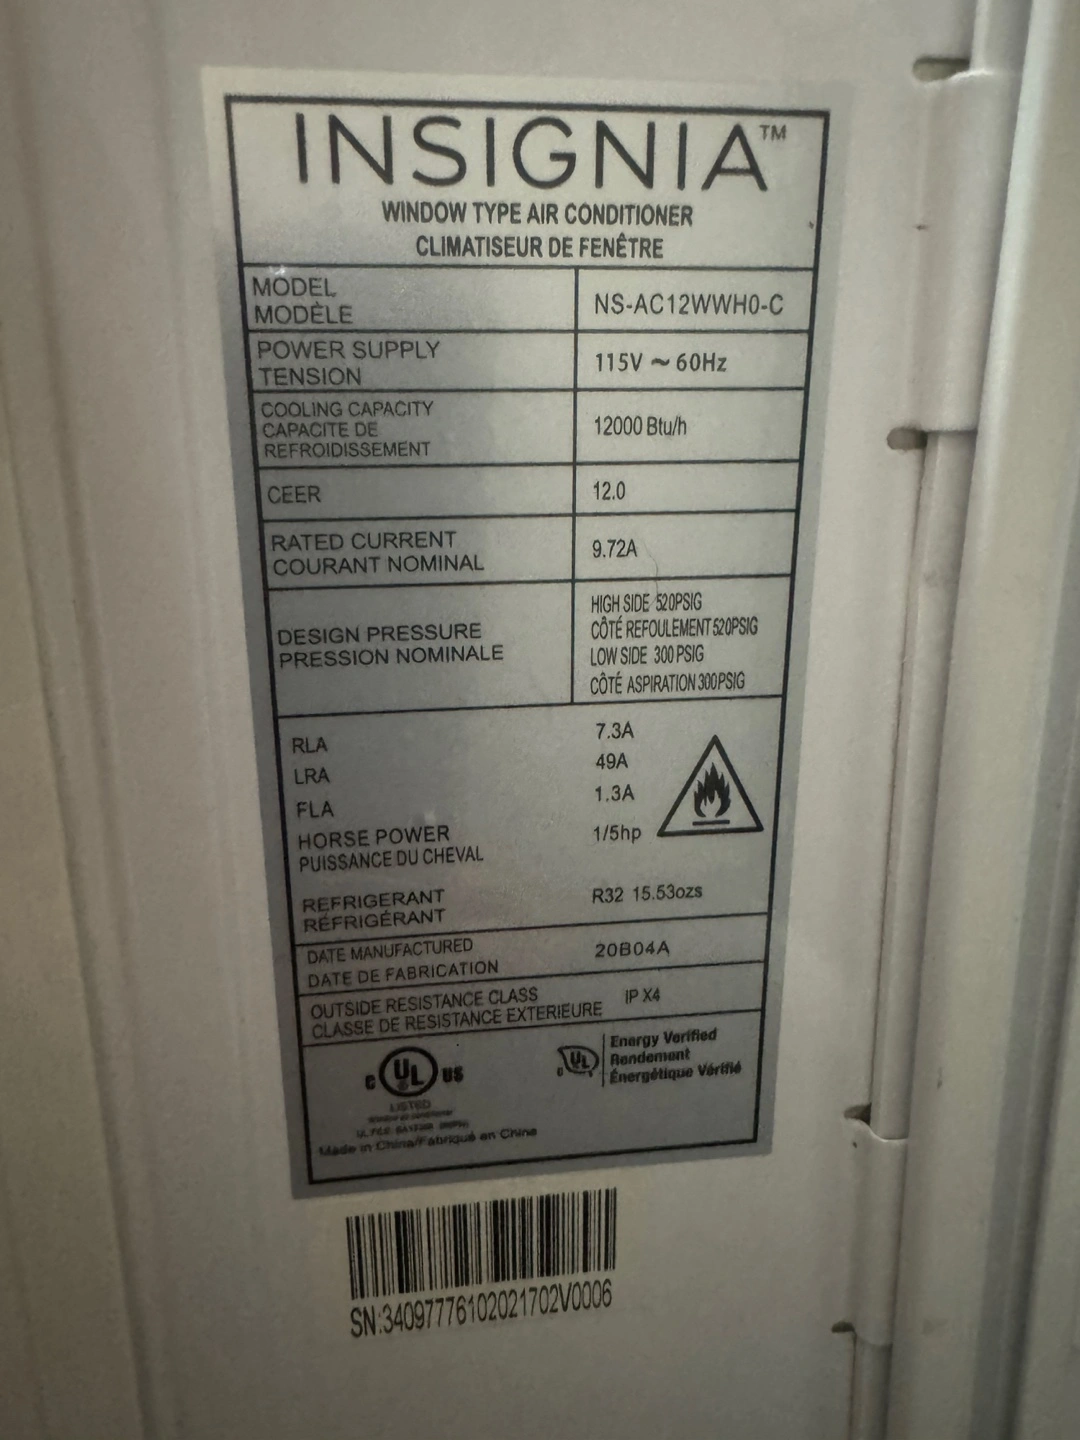 INSIGNIA™
WINDOW TYPE AIR CONDITIONER
CLIMATISEUR DE FENÊTRE
MODEL
MODÈLE
NS-AC12WWH0-C
POWER SUPPLY
TENSION
115V ~ 60Hz
COOLING CAPACITY
CAPACITE DE
REFROIDISSEMENT
12000 Btu/h
CEER
12.0
RATED CURRENT
COURANT NOMINAL
9.72A
DESIGN PRESSURE
PRESSION NOMINALE
HIGH SIDE 520PSIG
CÔTÉ REFOULEMENT 520PSIG
LOW SIDE 300 PSIG
CÔTÉ ASPIRATION 300PSIG
RLA 7.3A
LRA 49A
FLA 1.3A
HORSE POWER 1/5hp
PUISSANCE DU CHEVAL
REFRIGERANT R32 15.53ozs
RÉFRIGÉRANT
DATE MANUFACTURED 20B04A
DATE DE FABRICATION
OUTSIDE RESISTANCE CLASS IP X4
CLASSE DE RESISTANCE EXTERIEURE
C UL US
LISTED
C UL
Energy Verified
Rendement
Énergétique Vérifié
Made in China/Fabriqué en Chine
SN:34097776102021702V0006